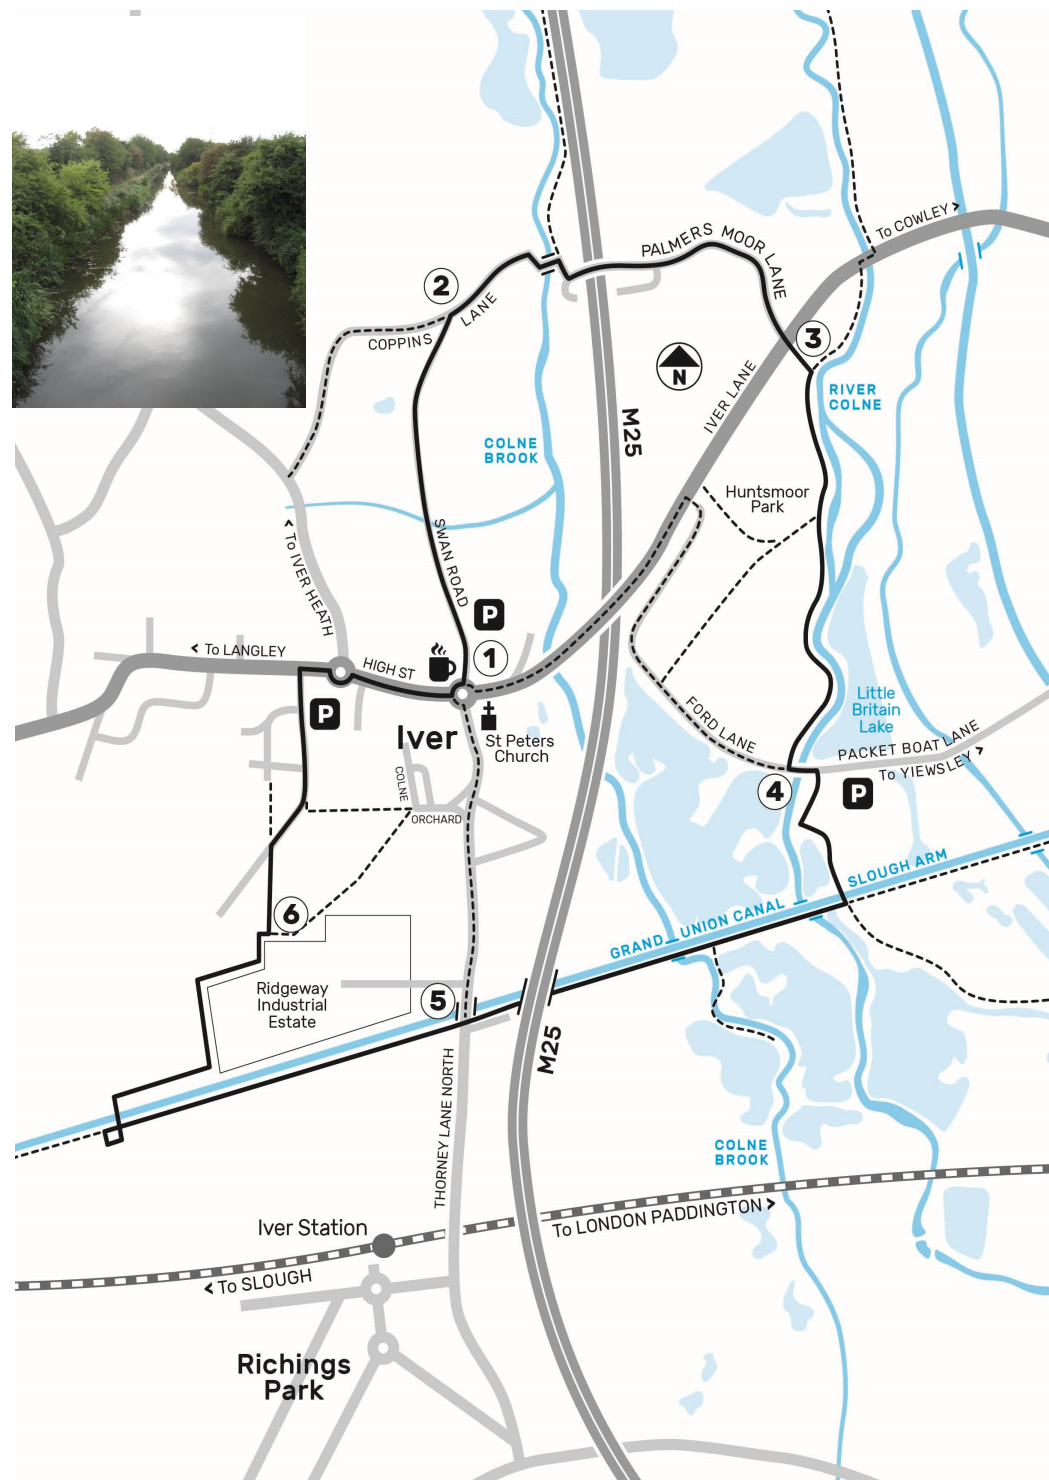 To COWLEY >
PALMERS MOOR LANE
2
COPPINS
LANE
3
N
IVER LANE
RIVER
COLNE
M25
COLNE
BROOK
Huntsmoor
Park
< To IVER HEATH
SWAN ROAD
P
< To LANGLEY
HIGH ST
1
P
Iver
St Peters
Church
FORD LANE
Little
Britain
Lake
PACKET BOAT LANE
To YIEWSLEY >
4
P
COLNE
ORCHARD
SLOUGH ARM
6
GRAND UNION CANAL
Ridgeway
Industrial
Estate
5
M25
THORNEY LANE NORTH
COLNE
BROOK
Iver Station
To LONDON PADDINGTON >
< To SLOUGH
Richings
Park